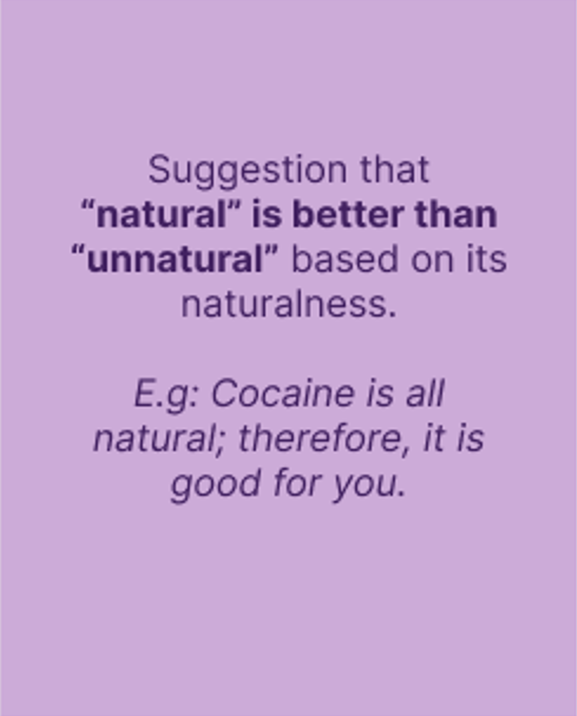 Suggestion that
“natural” is better than
“unnatural” based on its
naturalness.
E.g: Cocaine is all
natural; therefore, it is
good for you.